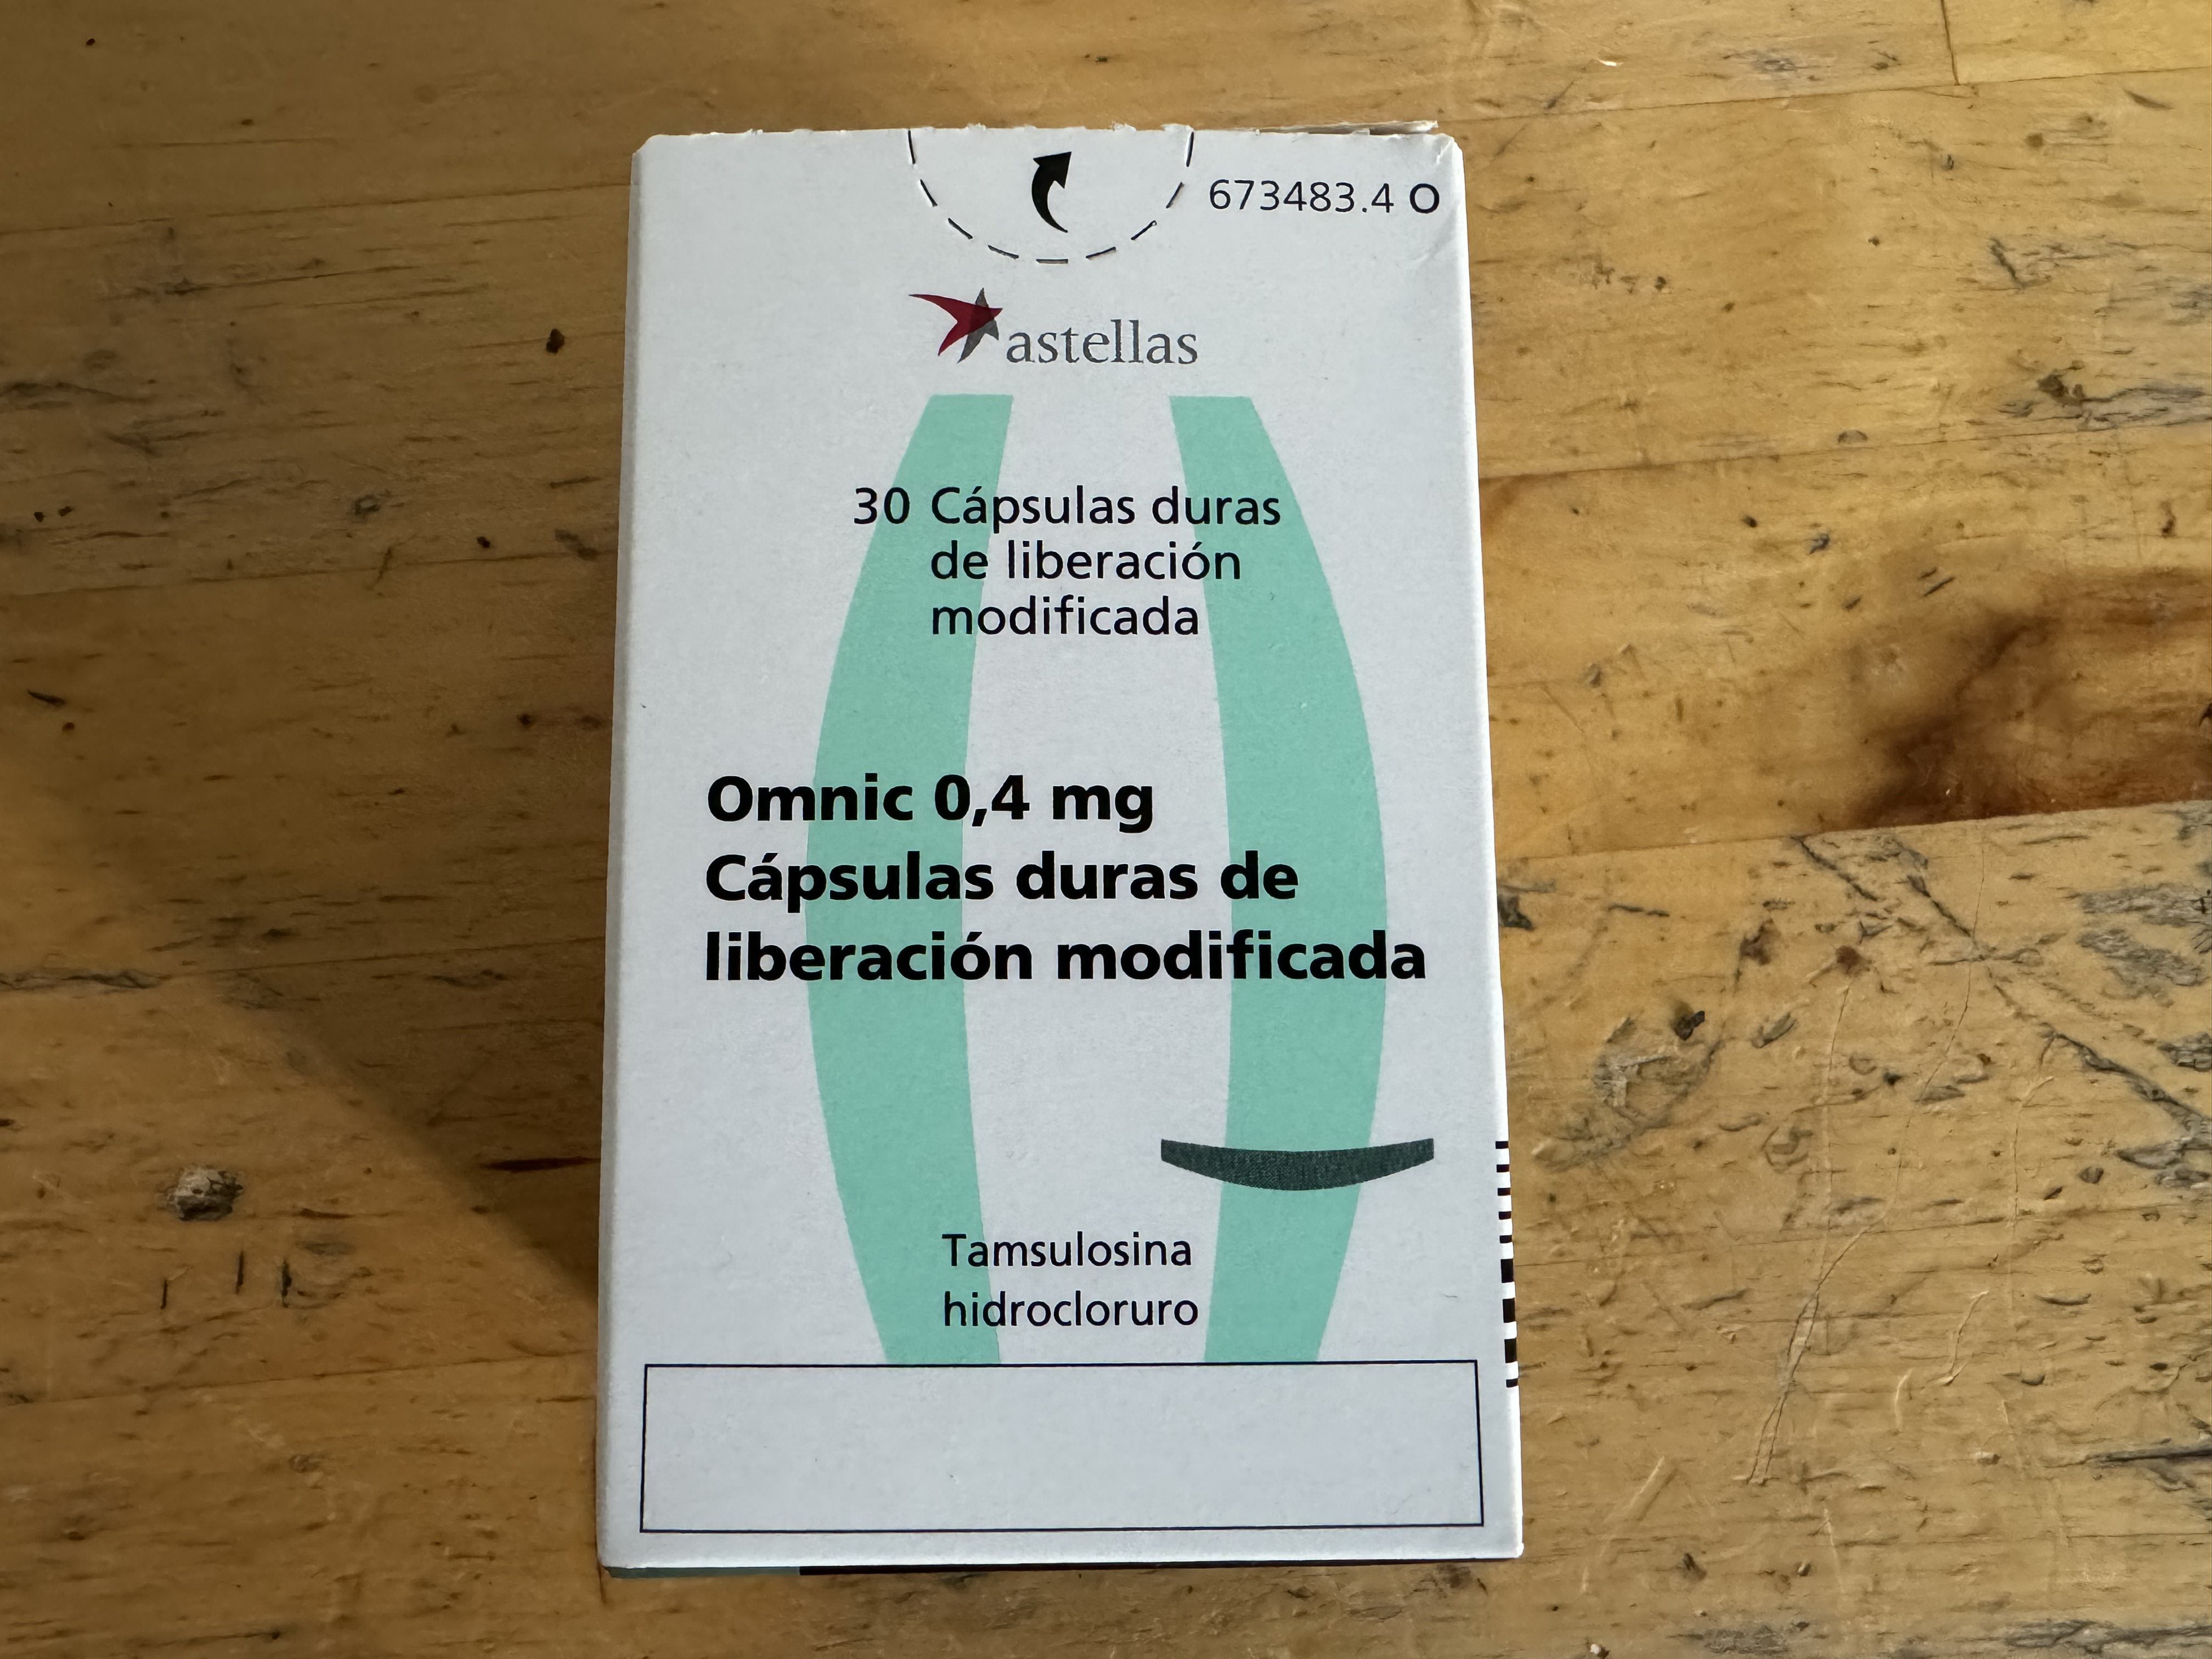 673483.4 O
astellas
30 Cápsulas duras
de liberación
modificada
Omnic 0,4 mg
Cápsulas duras de
liberación modificada
Tamsulosina
hidrocloruro